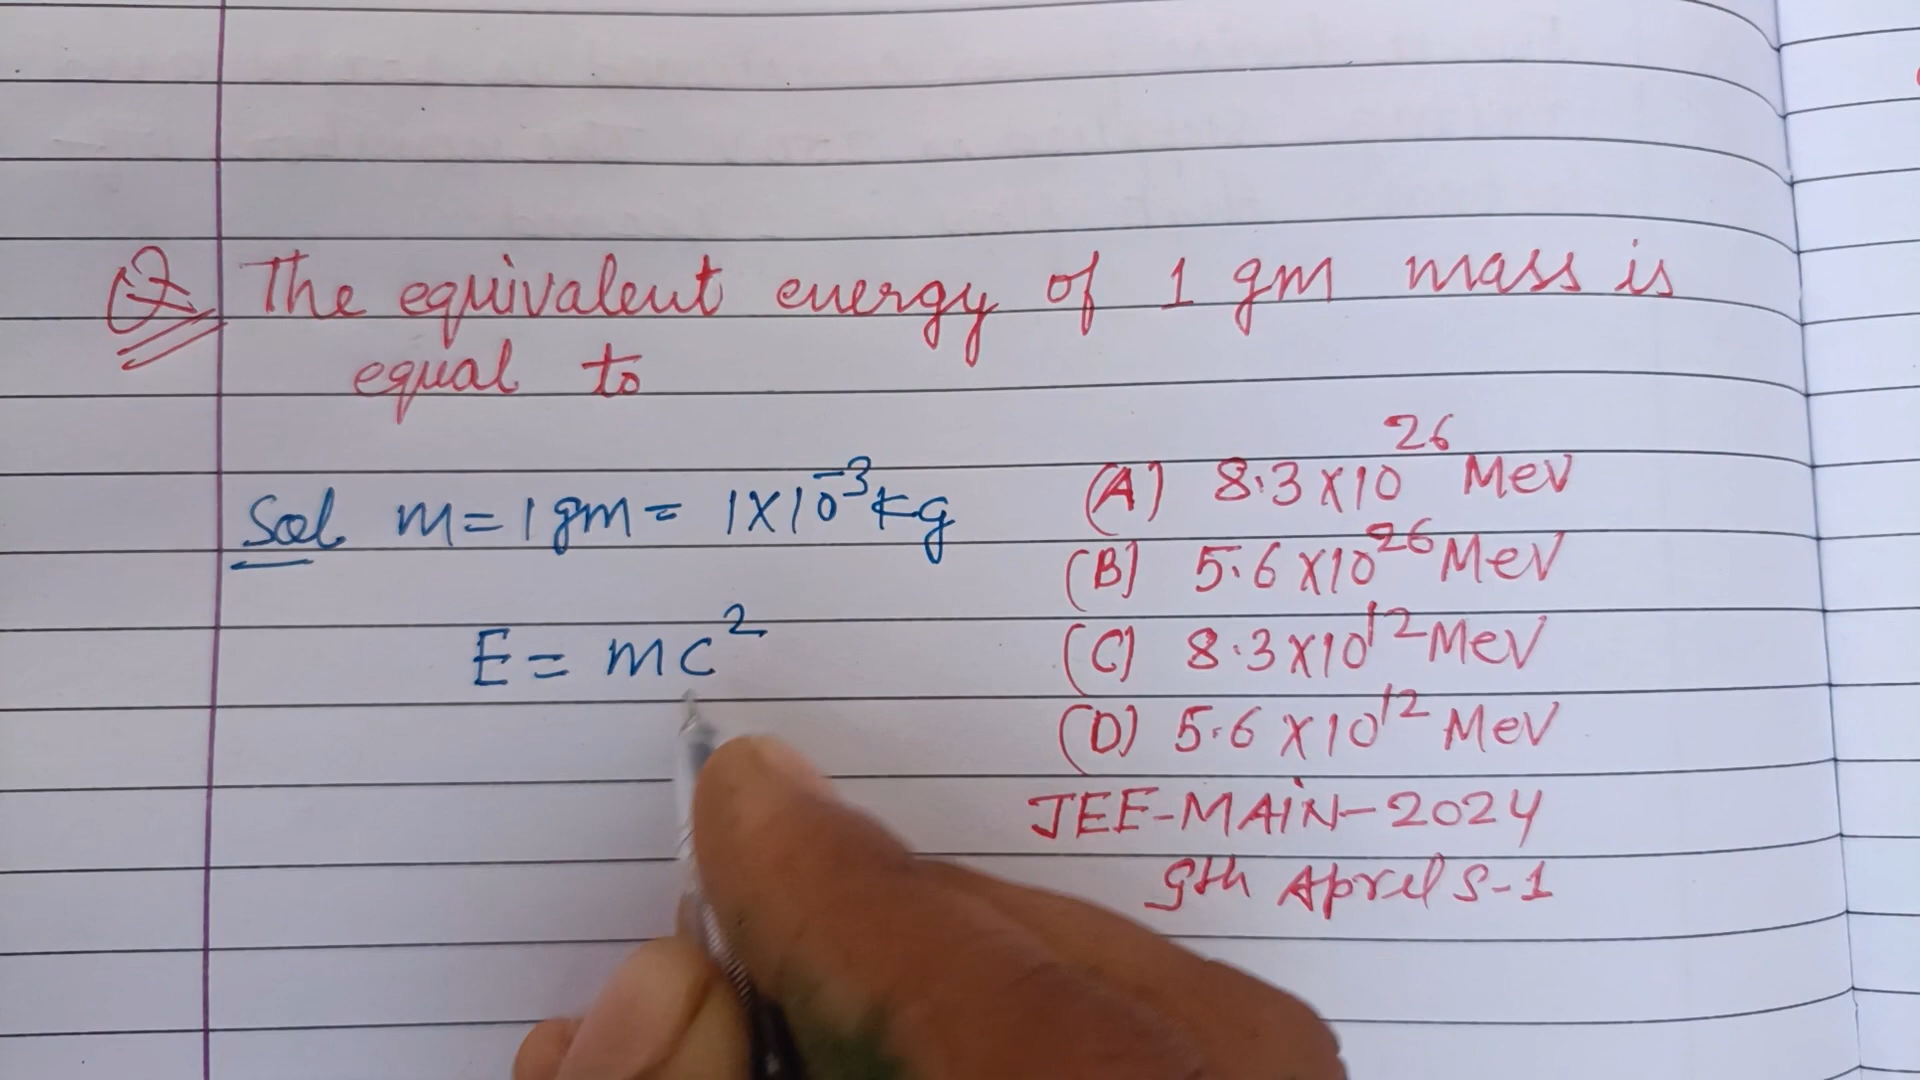 Q The equivalent energy of 1 gm mass is
equal to
Sol m = 1 gm = 1×10⁻³ kg
E = mc²
(A) 8.3×10²⁶ MeV
(B) 5.6×10²⁶ MeV
(C) 8.3×10¹² MeV
(D) 5.6×10¹² MeV
JEE-MAIN-2024
9th April S-1